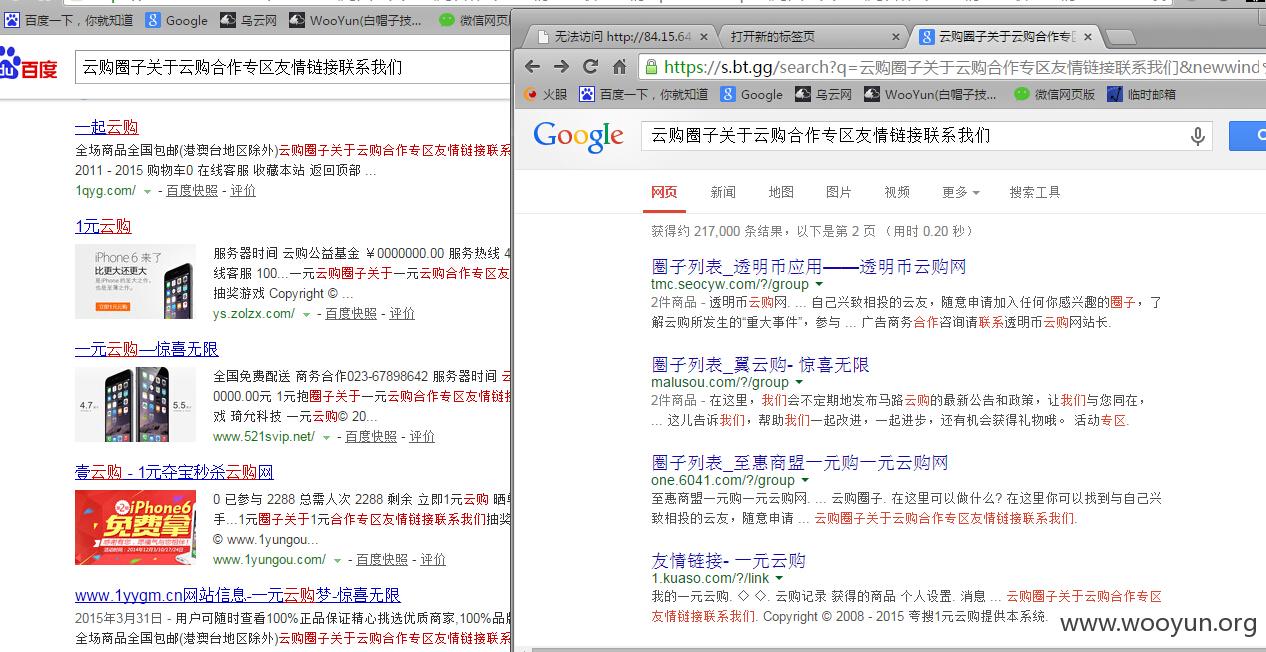 百度一下，你就知道 Google 乌云网 WooYun(白帽子技... 微信网页版
百度 云购圈子关于云购合作专区友情链接联系我们
一起云购
全场商品全国包邮(港澳台地区除外)云购圈子关于云购合作专区友情链接联系
2011 - 2015 购物车0 在线客服 收藏本站 返回顶部 ...
1qyg.com/ - 百度快照 - 评价
1元云购
iPhone 6 来了
比更大还更大
服务器时间 云购公益基金 ￥0000000.00 服务热线 4
线客服 100...一元云购圈子关于一元云购合作专区友
抽奖游戏 Copyright © ...
ys.zolzx.com/ - 百度快照 - 评价
一元云购—惊喜无限
4.7 5.5
全国免费配送 商务合作023-67898642 服务器时间 云
0000.00元 1元抱圈子关于一元云购合作专区友情链接
戏 琦允科技 一元云购© 20...
www.521svip.net/ - 百度快照 - 评价
壹云购 - 1元夺宝秒杀云购网
iPhone6
免费拿
0 已参与 2288 总需人次 2288 剩余 立即1元云购 晒单
手...1元圈子关于1元合作专区友情链接联系我们抽奖
© www.1yungou...
www.1yungou.com/ - 百度快照 - 评价
www.1yygm.cn网站信息-一元云购梦-惊喜无限
2015年3月31日 - 用户可随时查看100%正品保证精心挑选优质商家,100%品牌
全场商品全国包邮(港澳台地区除外)云购圈子关于云购合作专区友情链接联系
无法访问 http://84.15.64 打开新的标签页 云购圈子关于云购合作专区
https://s.bt.gg/search?q=云购圈子关于云购合作专区友情链接联系我们&newwind
火眼 百度一下，你就知道 Google 乌云网 WooYun(白帽子技... 微信网页版 临时邮箱
Google 云购圈子关于云购合作专区友情链接联系我们
网页 新闻 地图 图片 视频 更多 搜索工具
获得约 217,000 条结果，以下是第 2 页 （用时 0.20 秒）
圈子列表_透明币应用——透明币云购网
tmc.seocyw.com/?/group
2件商品 - 透明币云购网. ... 自己兴致相投的云友，随意申请加入任何你感兴趣的圈子，了
解云购所发生的“重大事件”，参与 ... 广告商务合作咨询请联系透明币云购网站长.
圈子列表_翼云购- 惊喜无限
malusou.com/?/group
2件商品 - 在这里，我们会不定期地发布马路云购的最新公告和政策，让我们与您同在，
... 这儿告诉我们，帮助我们一起改进，一起进步，还有机会获得礼物哦。 活动专区.
圈子列表_至惠商盟一元购一元云购网
one.6041.com/?/group
至惠商盟一元购一元云购网. ... 云购圈子. 在这里可以做什么? 在这里你可以找到与自己兴
致相投的云友，随意申请 ... 云购圈子关于云购合作专区友情链接联系我们.
友情链接- 一元云购
1.kuaso.com/?/link
我的一元云购. ◇ ◇. 云购记录 获得的商品 个人设置. 消息 ... 云购圈子关于云购合作专区
友情链接联系我们. Copyright © 2008 - 2015 夸搜1元云购提供本系统.
www.wooyun.org